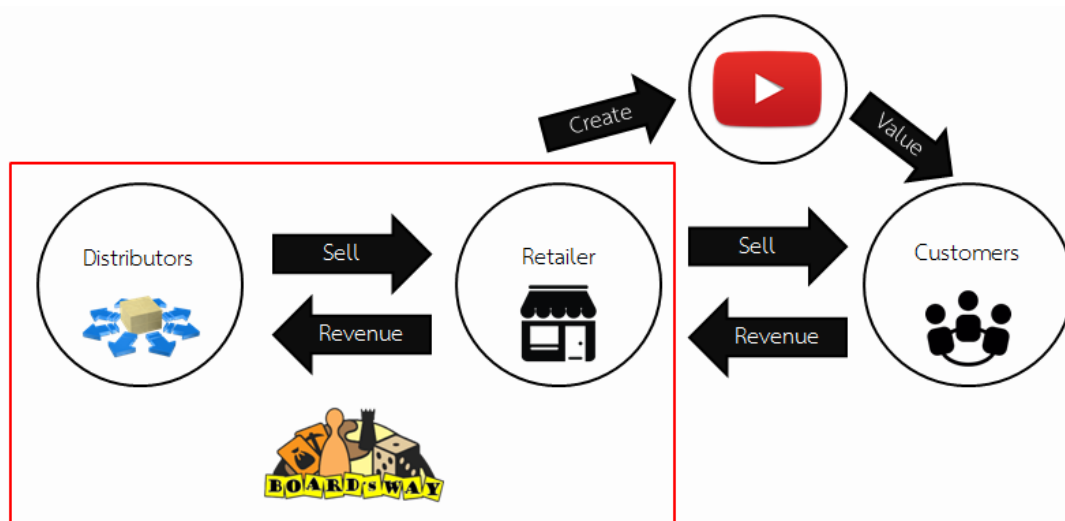 Create
Value
Distributors
Sell
Retailer
Sell
Customers
Revenue
Revenue
BOARDsWAY